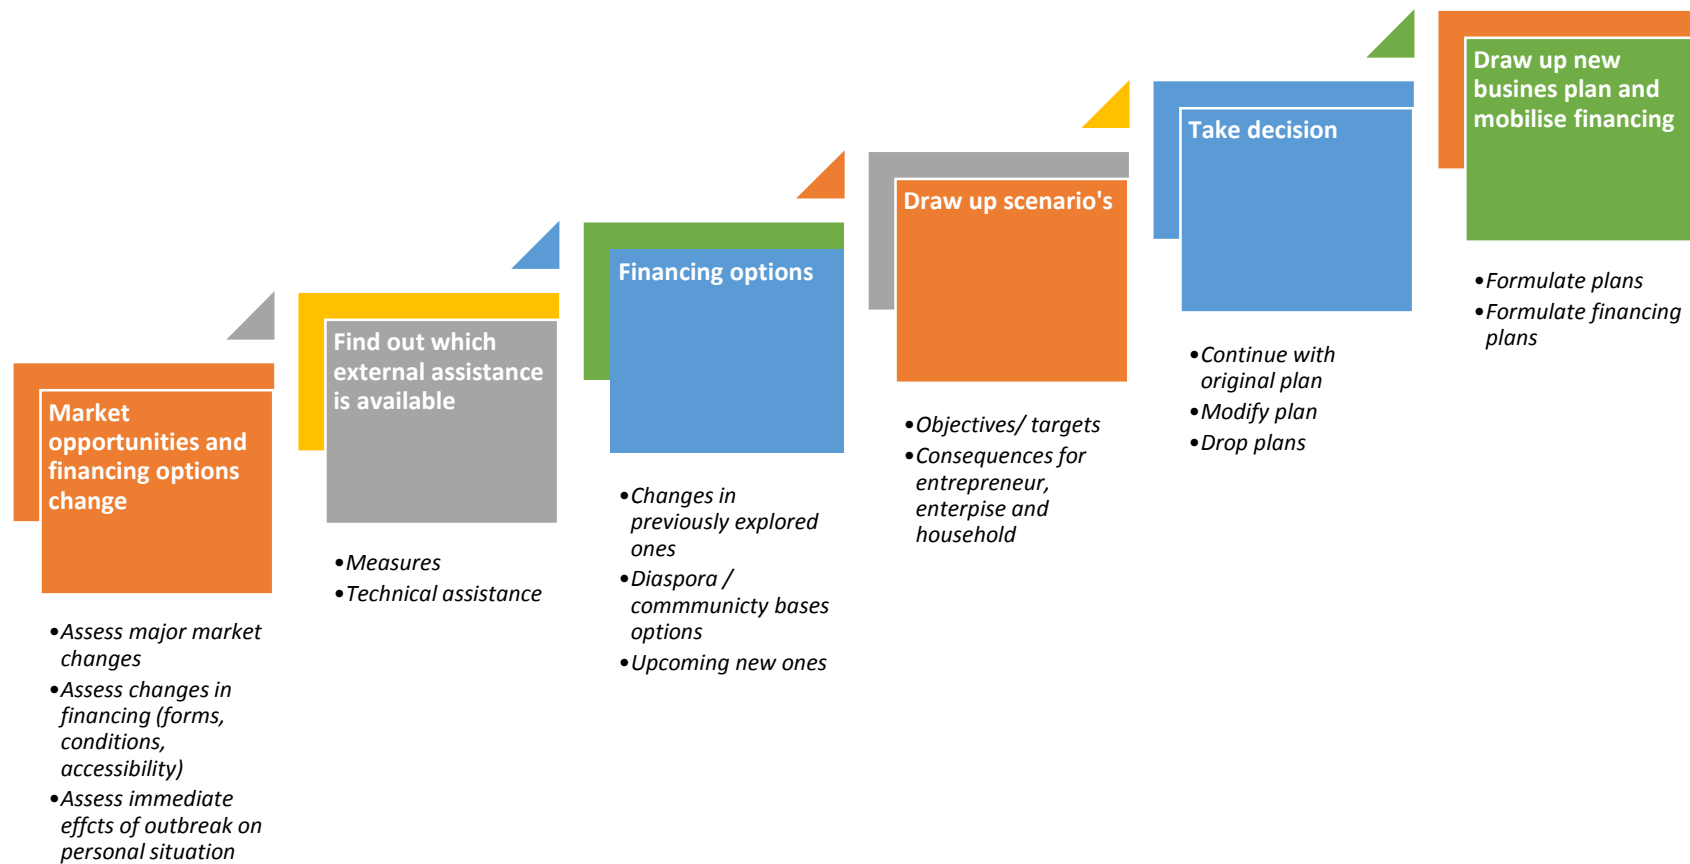 Market
opportunities and
financing options
change
•Assess major market
changes
•Assess changes in
financing (forms,
conditions,
accessibility)
•Assess immediate
effcts of outbreak on
personal situation
Find out which
external assistance
is available
•Measures
•Technical assistance
Financing options
•Changes in
previously explored
ones
•Diaspora /
commmunicty bases
options
•Upcoming new ones
Draw up scenario's
•Objectives/ targets
•Consequences for
entrepreneur,
enterpise and
household
Take decision
•Continue with
original plan
•Modify plan
•Drop plans
Draw up new
busines plan and
mobilise financing
•Formulate plans
•Formulate financing
plans